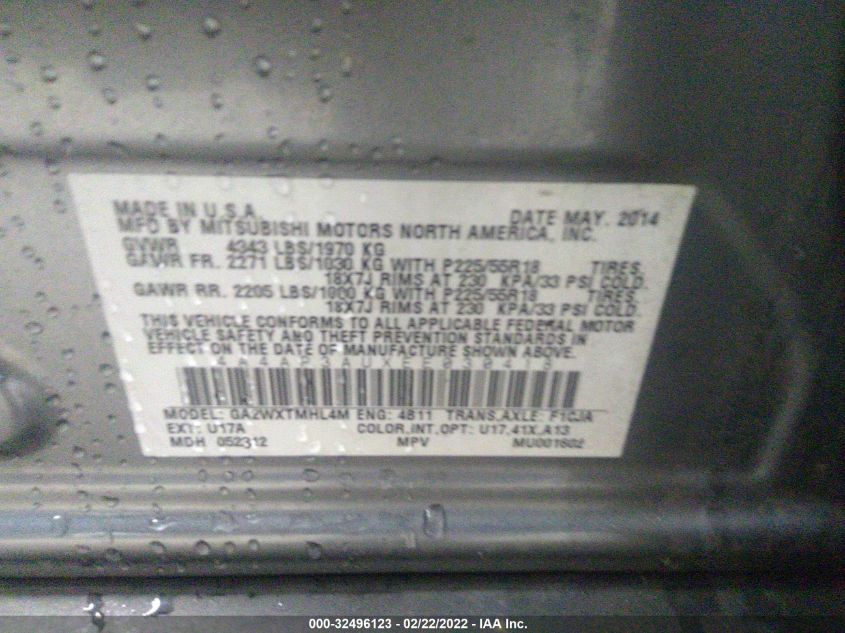 MADE IN U.S.A. DATE MAY. 2014
MFD BY MITSUBISHI MOTORS NORTH AMERICA, INC.
GVWR 4343 LBS/1970 KG
GAWR FR. 2271 LBS/1030 KG WITH P225/55R18 TIRES,
18X7J RIMS AT 230 KPA/33 PSI COLD.
GAWR RR. 2205 LBS/1000 KG WITH P225/55R18 TIRES,
18X7J RIMS AT 230 KPA/33 PSI COLD.
THIS VEHICLE CONFORMS TO ALL APPLICABLE FEDERAL MOTOR
VEHICLE SAFETY AND THEFT PREVENTION STANDARDS IN
EFFECT ON THE DATE OF MANUFACTURE SHOWN ABOVE.
MODEL: GA2WXTMHL4M ENG: 4B11 TRANS.AXLE: F1CJA
EXT: U17A COLOR,INT,OPT: U17,41X,A13
MDH 052312 MPV MU001602
000-32496123 - 02/22/2022 - IAA Inc.